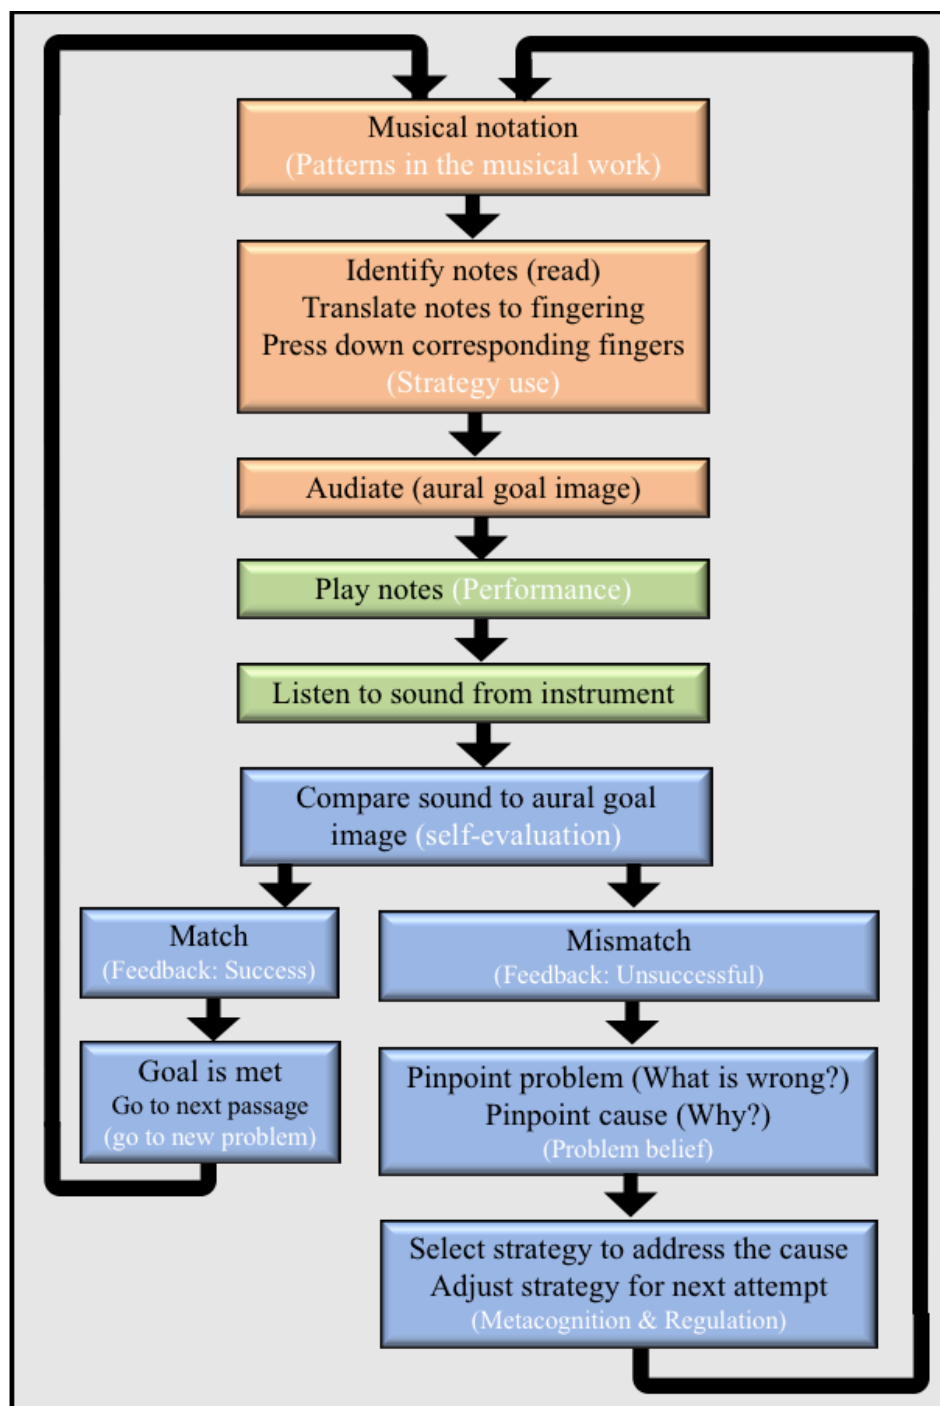 Musical notation
(Patterns in the musical work)
Identify notes (read)
Translate notes to fingering
Press down corresponding fingers
(Strategy use)
Audiate (aural goal image)
Play notes (Performance)
Listen to sound from instrument
Compare sound to aural goal
image (self-evaluation)
Match
(Feedback: Success)
Goal is met
Go to next passage
(go to new problem)
Mismatch
(Feedback: Unsuccessful)
Pinpoint problem (What is wrong?)
Pinpoint cause (Why?)
(Problem belief)
Select strategy to address the cause
Adjust strategy for next attempt
(Metacognition & Regulation)